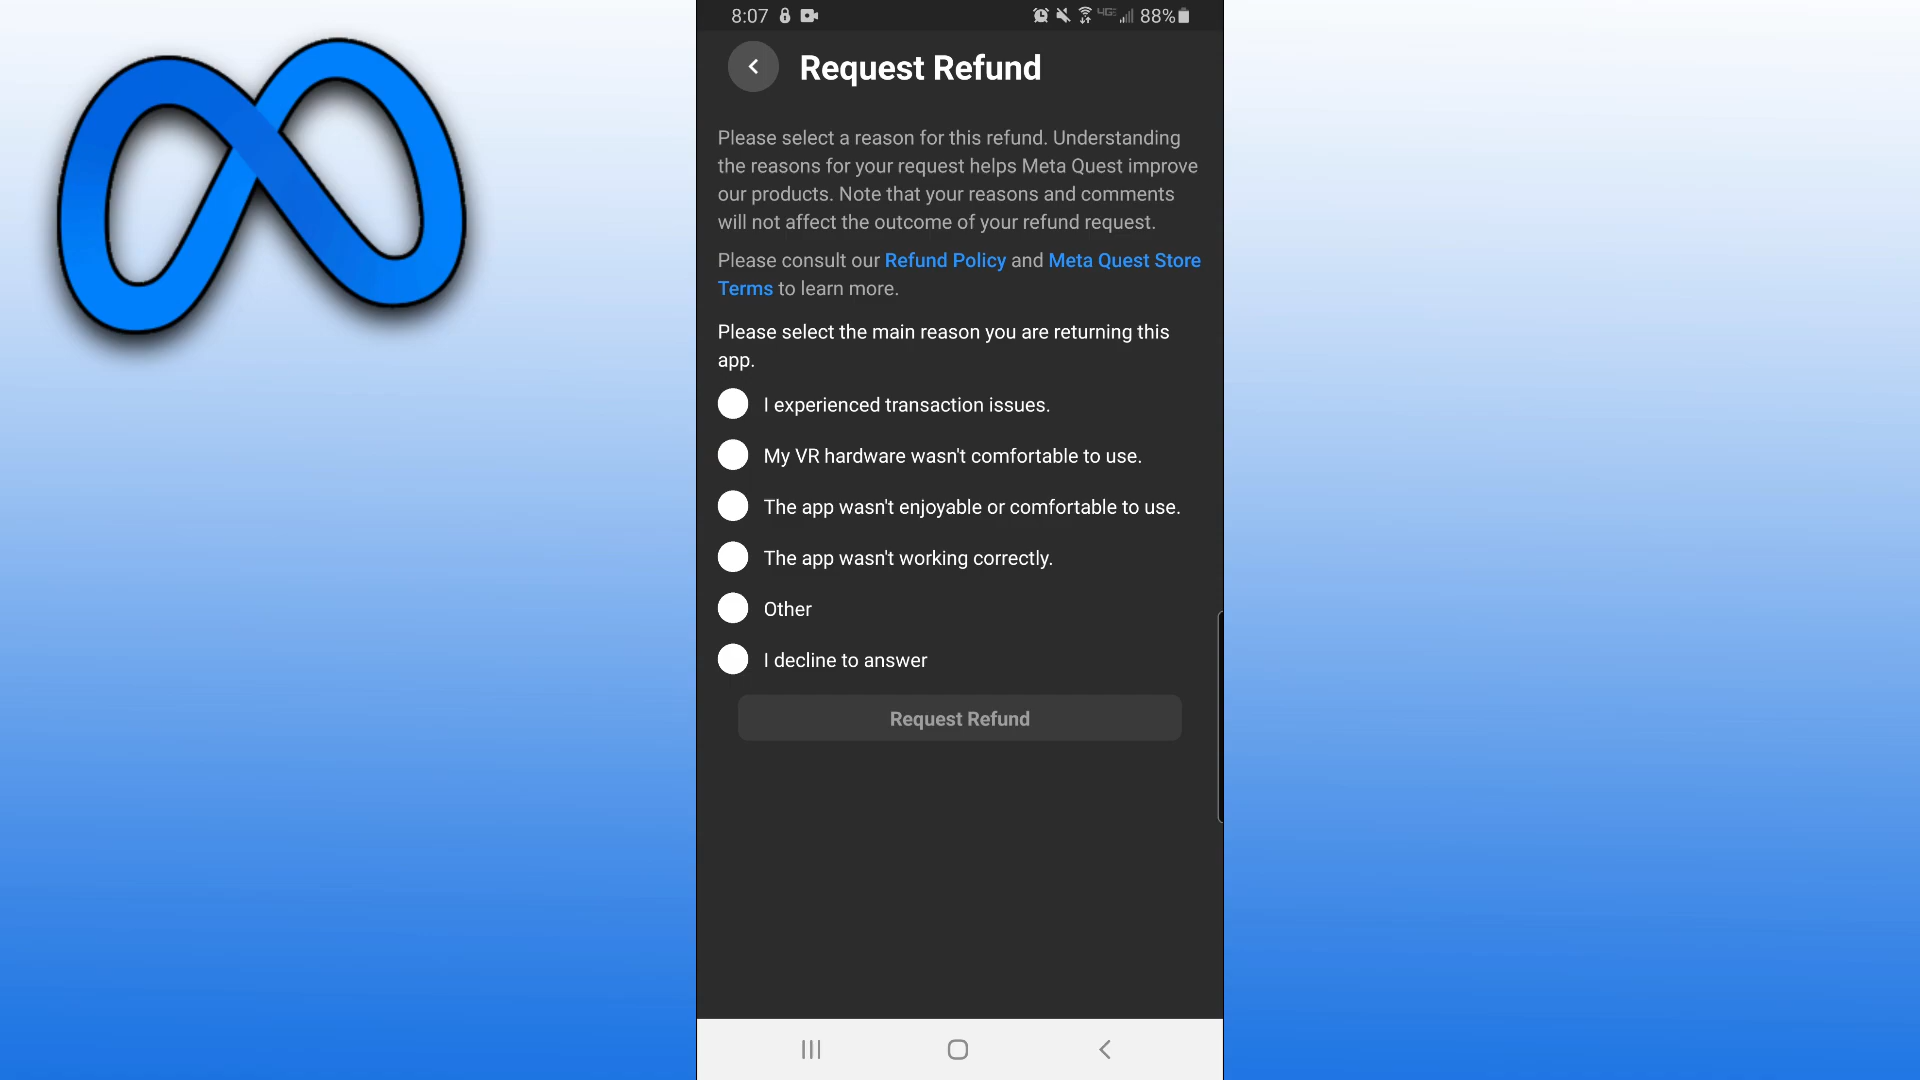 8:07 88%
Request Refund
Please select a reason for this refund. Understanding
the reasons for your request helps Meta Quest improve
our products. Note that your reasons and comments
will not affect the outcome of your refund request.
Please consult our Refund Policy and Meta Quest Store
Terms to learn more.
Please select the main reason you are returning this
app.
I experienced transaction issues.
My VR hardware wasn't comfortable to use.
The app wasn't enjoyable or comfortable to use.
The app wasn't working correctly.
Other
I decline to answer
Request Refund